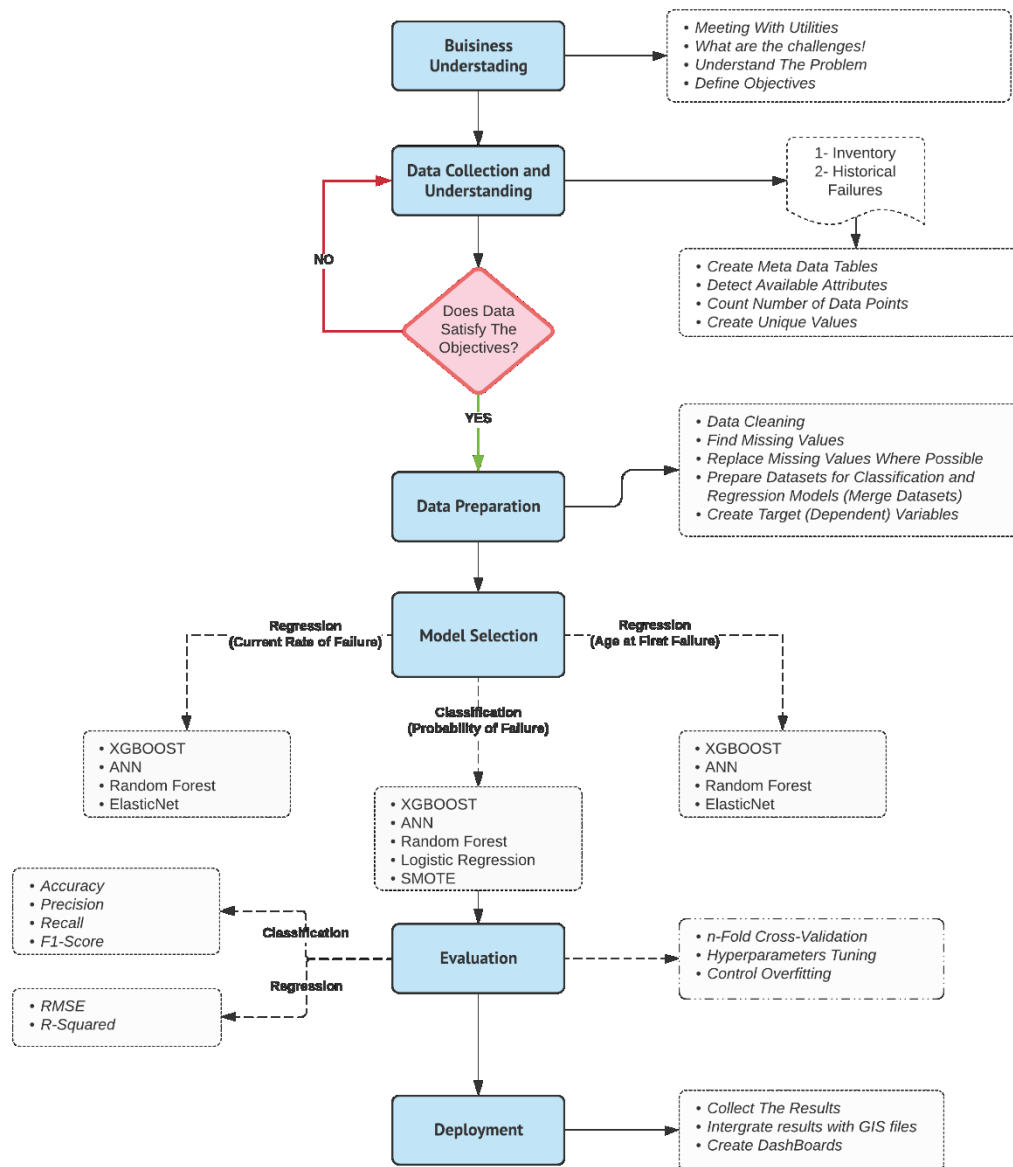 Buisiness
Understading
• Meeting With Utilities
• What are the challenges!
• Understand The Problem
• Define Objectives
Data Collection and
Understanding
1- Inventory
2- Historical
Failures
NO
• Create Meta Data Tables
• Detect Available Attributes
• Count Number of Data Points
• Create Unique Values
Does Data
Satisfy The
Objectives?
YES
• Data Cleaning
• Find Missing Values
• Replace Missing Values Where Possible
• Prepare Datasets for Classification and
Regression Models (Merge Datasets)
• Create Target (Dependent) Variables
Data Preparation
Model Selection
Regression
(Current Rate of Failure)
Regression
(Age at First Failure)
Classification
(Probability of Failure)
• XGBOOST
• ANN
• Random Forest
• ElasticNet
• XGBOOST
• ANN
• Random Forest
• Logistic Regression
• SMOTE
• XGBOOST
• ANN
• Random Forest
• ElasticNet
• Accuracy
• Precision
• Recall
• F1-Score
Classification
Regression
• RMSE
• R-Squared
Evaluation
• n-Fold Cross-Validation
• Hyperparameters Tuning
• Control Overfitting
Deployment
• Collect The Results
• Intergrate results with GIS files
• Create DashBoards